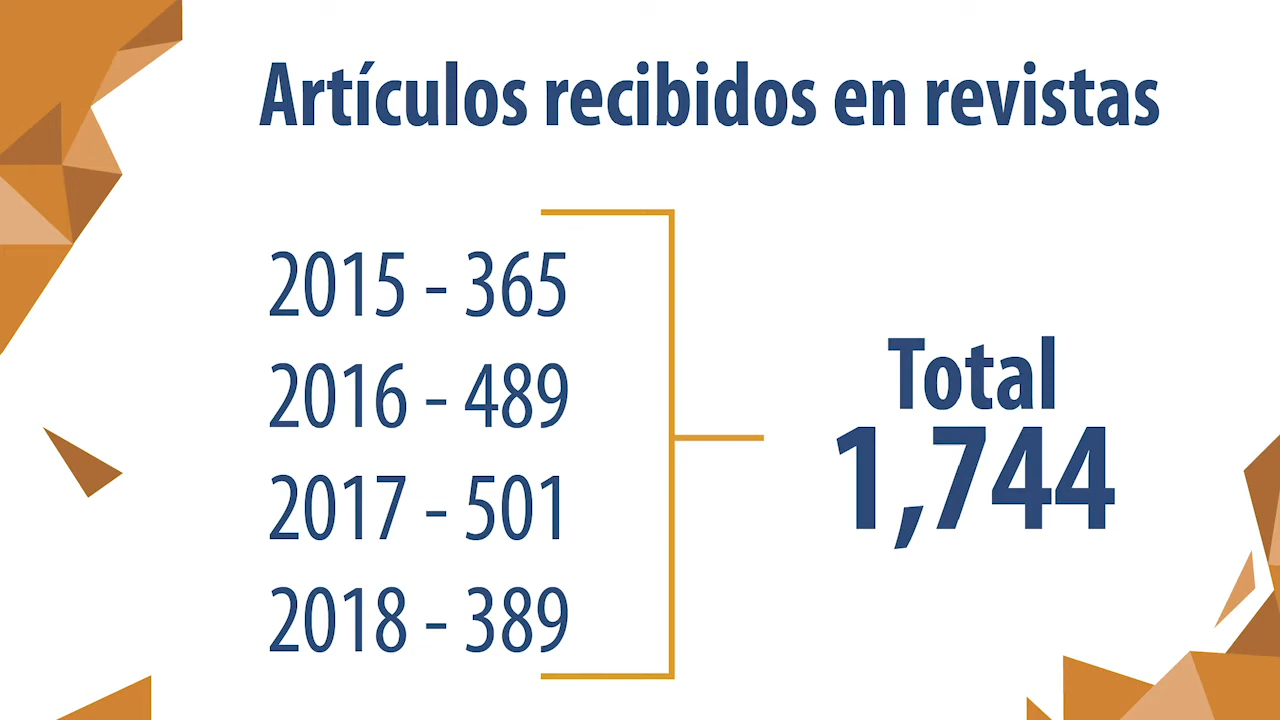 Artículos recibidos en revistas
2015 - 365
2016 - 489
2017 - 501
2018 - 389
Total
1,744